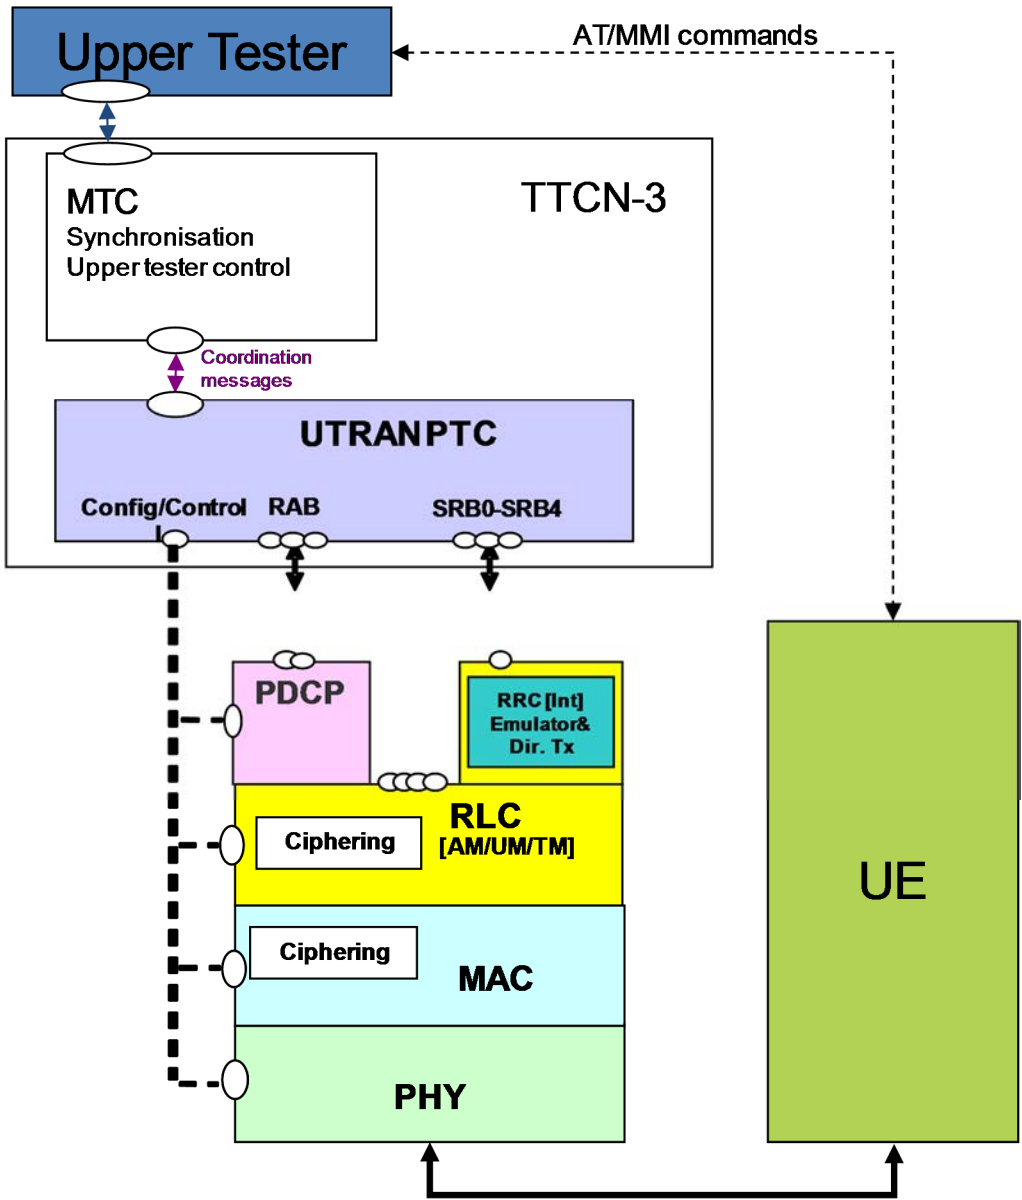 AT/MMI commands
Upper Tester
TTCN-3
MTC
Synchronisation
Upper tester control
Coordination
messages
UTRAN PTC
Config/Control
RAB
SRB0-SRB4
PDCP
RRC [Int]
Emulator&
Dir. Tx
RLC
Ciphering
[AM/UM/TM]
UE
Ciphering
MAC
PHY